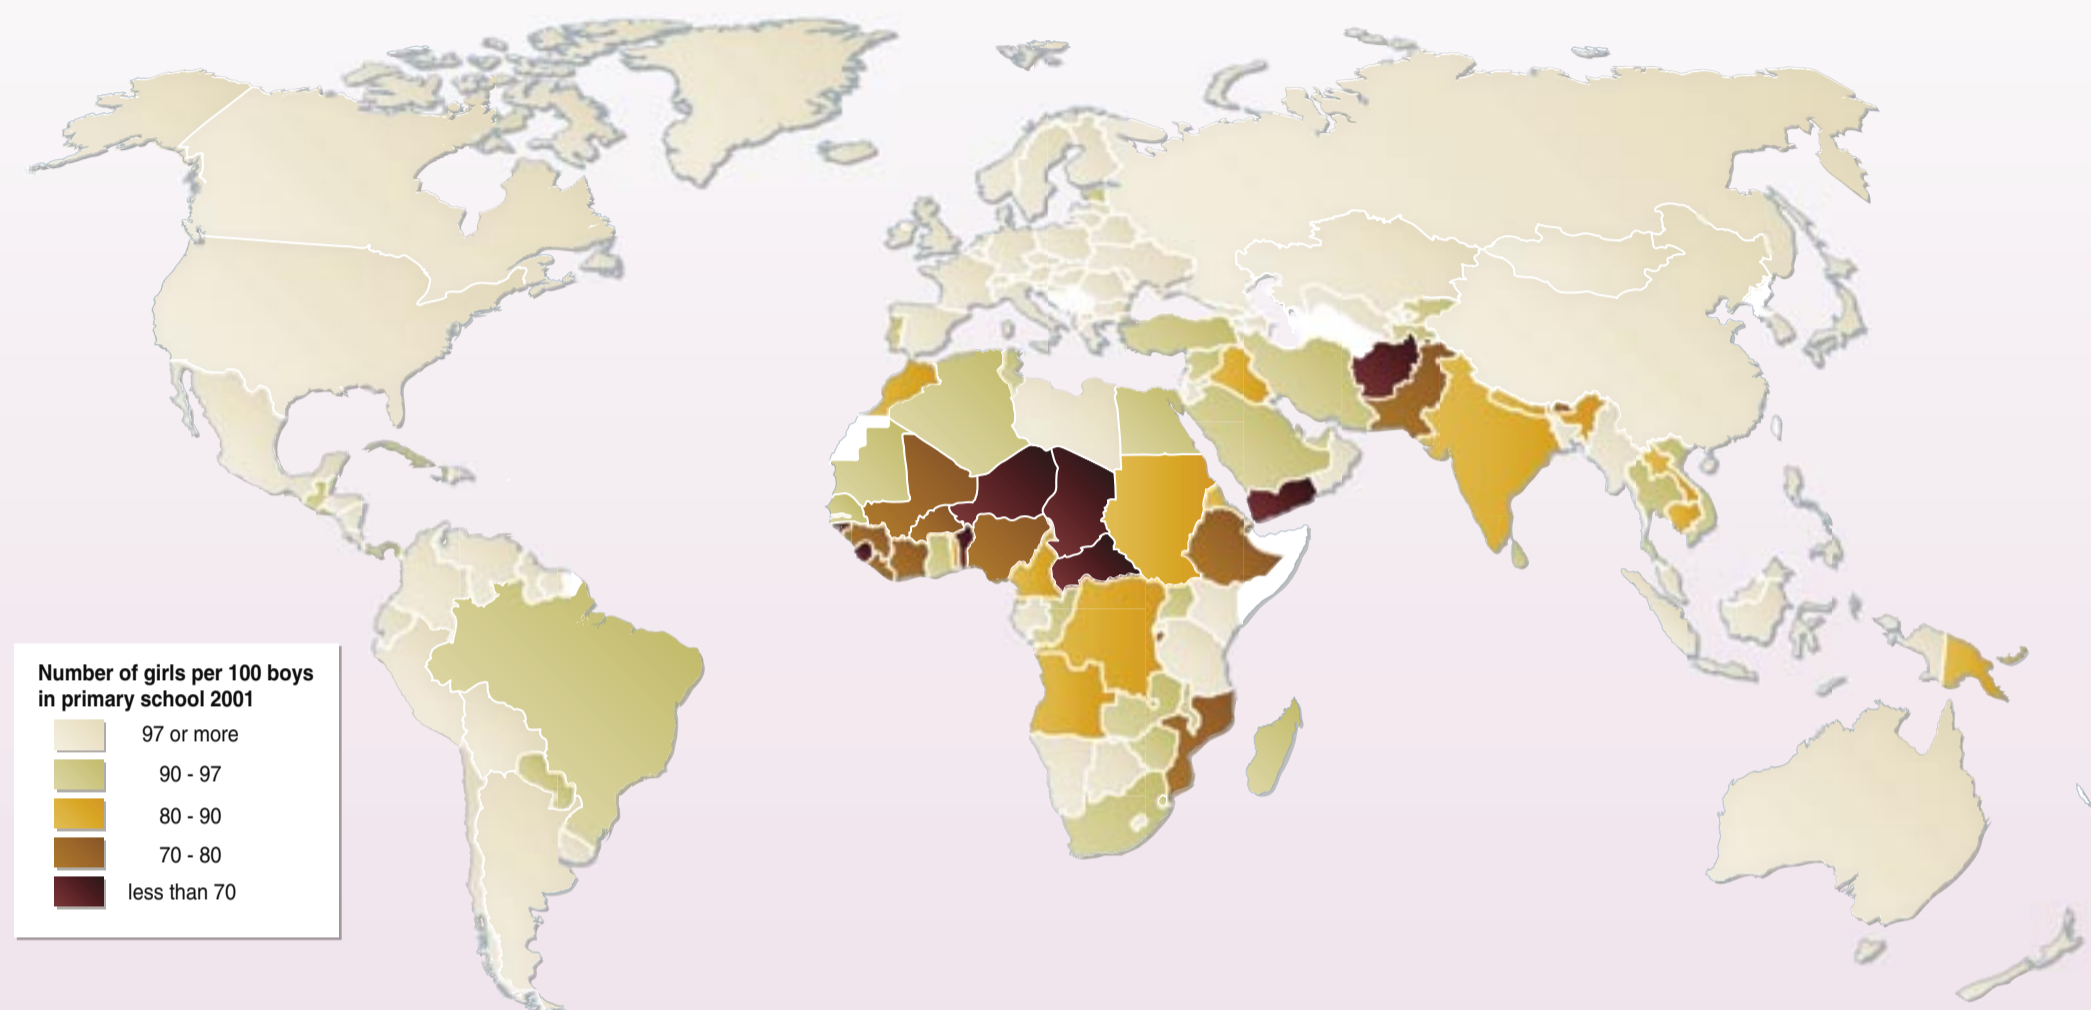 Number of girls per 100 boys
in primary school 2001
97 or more
90 - 97
80 - 90
70 - 80
less than 70